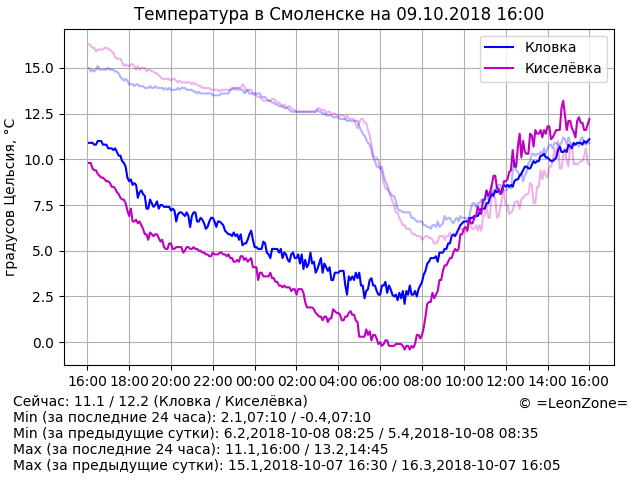 Температура в Смоленске на 09.10.2018 16:00
Кловка
Киселёвка
градусов Цельсия, °C
15.0
12.5
10.0
7.5
5.0
2.5
0.0
16:00 18:00 20:00 22:00 00:00 02:00 04:00 06:00 08:00 10:00 12:00 14:00 16:00
Сейчас: 11.1 / 12.2 (Кловка / Киселёвка)
© =LeonZone=
Min (за последние 24 часа): 2.1,07:10 / -0.4,07:10
Min (за предыдущие сутки): 6.2,2018-10-08 08:25 / 5.4,2018-10-08 08:35
Max (за последние 24 часа): 11.1,16:00 / 13.2,14:45
Max (за предыдущие сутки): 15.1,2018-10-07 16:30 / 16.3,2018-10-07 16:05